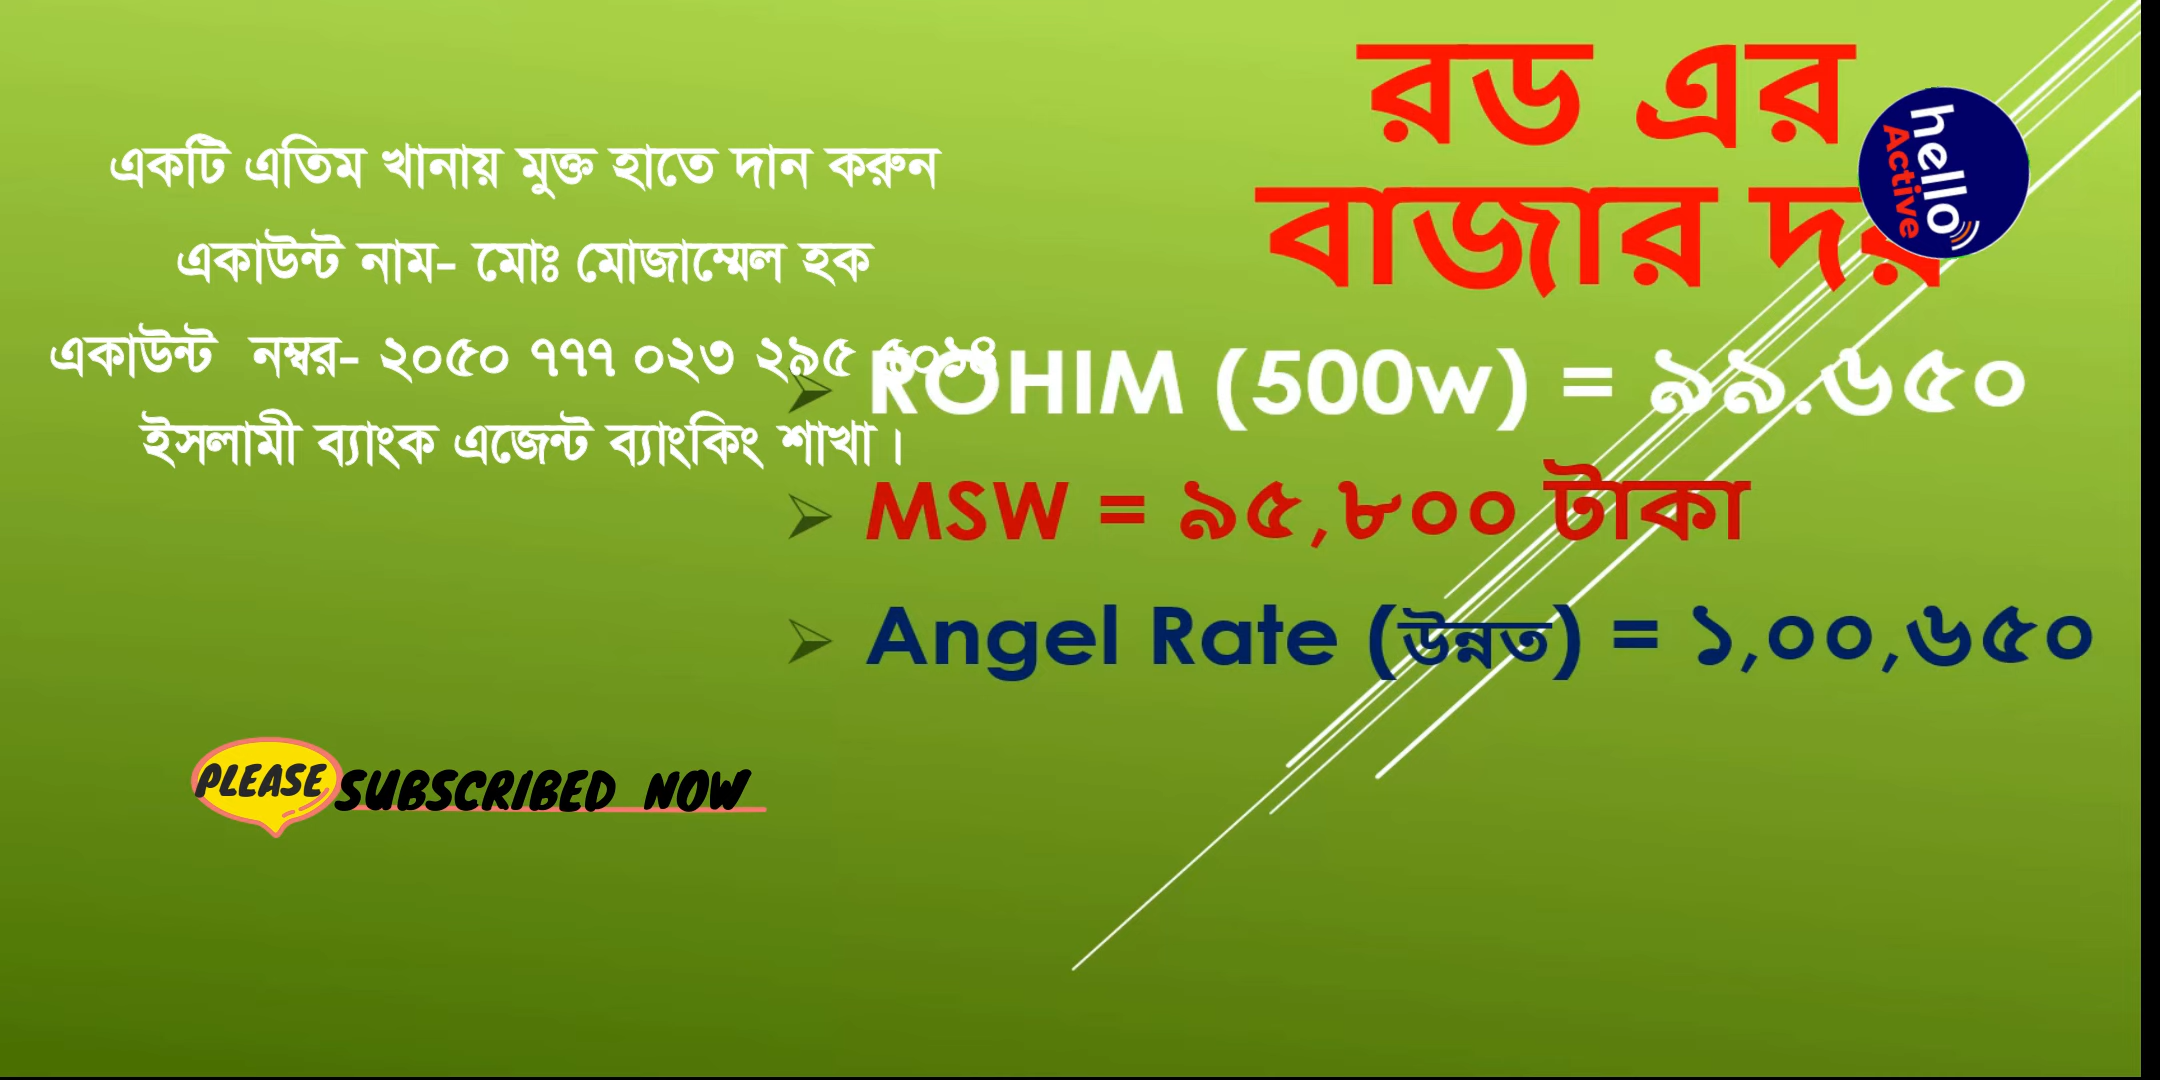 রড এর
বাজার দর
hello
Active
একটি এতিম খানায় মুক্ত হাতে দান করুন
একাউন্ট নাম- মোঃ মোজাম্মেল হক
একাউন্ট নম্বর- ২০৫০ ৭৭৭ ০২৩ ২৯৫
ইসলামী ব্যাংক এজেন্ট ব্যাংকিং শাখা।
ROHIM (500w) = ৯৯.৬৫০
MSW = ৯৫,৮০০ টাকা
Angel Rate (উন্নত) = ১,০০,৬৫০
PLEASE SUBSCRIBED NOW